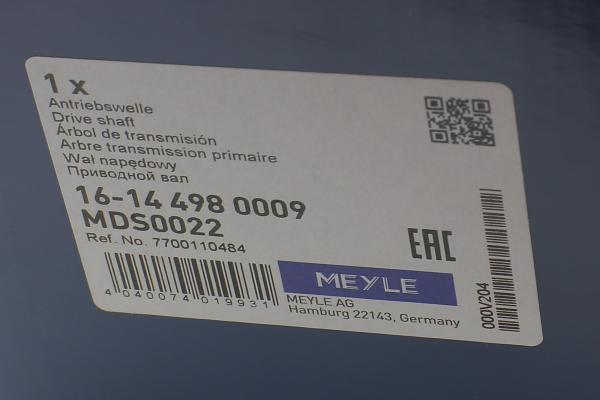 1 x
Antriebswelle
Drive shaft
Árbol de transmisión
Arbre transmission primaire
Wał napędowy
Приводной вал
16-14 498 0009
MDS0022
Ref. No. 7700110484
EAC
4 040074 019931
MEYLE
MEYLE AG
Hamburg 22143, Germany
000V204